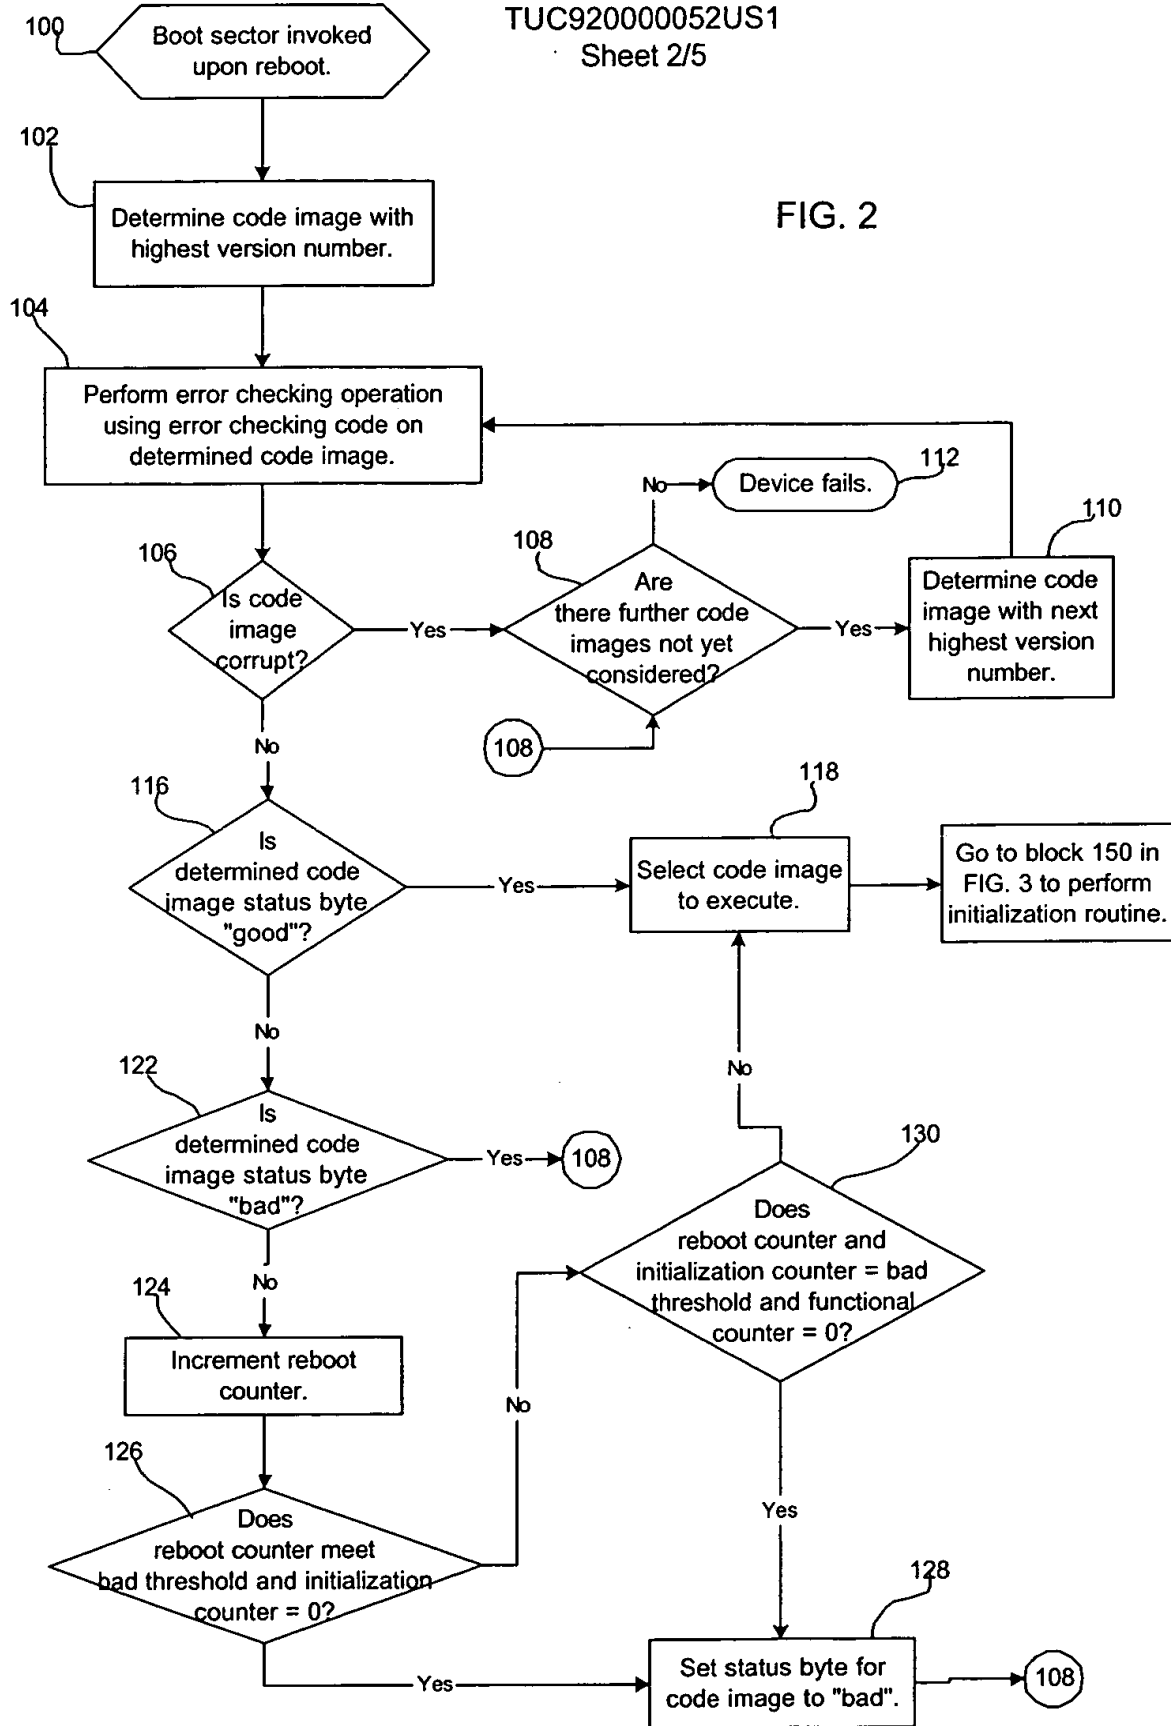 TUC920000052US1
Sheet 2/5
FIG. 2
100
Boot sector invoked
upon reboot.
102
Determine code image with
highest version number.
104
Perform error checking operation
using error checking code on
determined code image.
106
Is code
image
corrupt?
Yes
No
108
Are
there further code
images not yet
considered?
No
Device fails.
112
Yes
110
Determine code
image with next
highest version
number.
108
116
Is
determined code
image status byte
"good"?
Yes
No
118
Select code image
to execute.
Go to block 150 in
FIG. 3 to perform
initialization routine.
122
Is
determined code
image status byte
"bad"?
Yes
108
No
124
Increment reboot
counter.
126
Does
reboot counter meet
bad threshold and initialization
counter = 0?
No
Yes
130
Does
reboot counter and
initialization counter = bad
threshold and functional
counter = 0?
No
Yes
128
Set status byte for
code image to "bad".
108